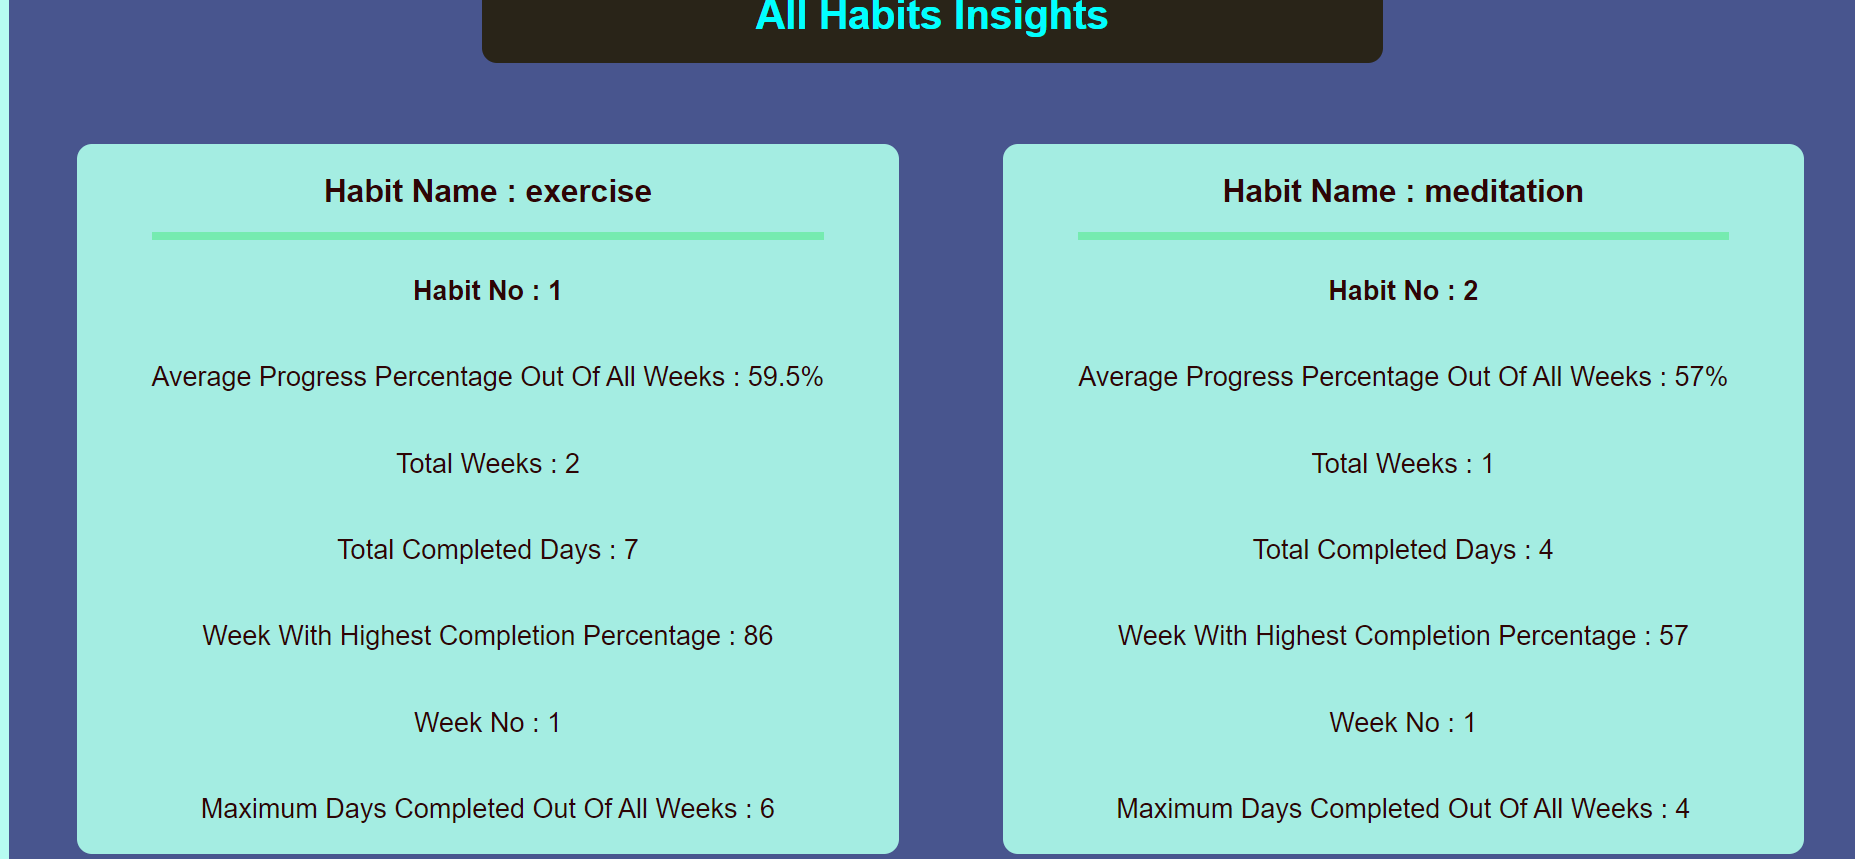 All Habits Insights
Habit Name : exercise
Habit No : 1
Average Progress Percentage Out Of All Weeks : 59.5%
Total Weeks : 2
Total Completed Days : 7
Week With Highest Completion Percentage : 86
Week No : 1
Maximum Days Completed Out Of All Weeks : 6
Habit Name : meditation
Habit No : 2
Average Progress Percentage Out Of All Weeks : 57%
Total Weeks : 1
Total Completed Days : 4
Week With Highest Completion Percentage : 57
Week No : 1
Maximum Days Completed Out Of All Weeks : 4